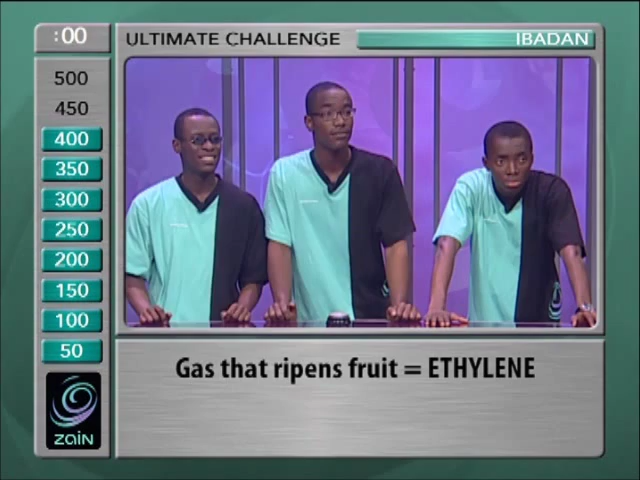 :00
ULTIMATE CHALLENGE
IBADAN
500
450
400
350
300
250
200
150
100
50
zain
Gas that ripens fruit = ETHYLENE